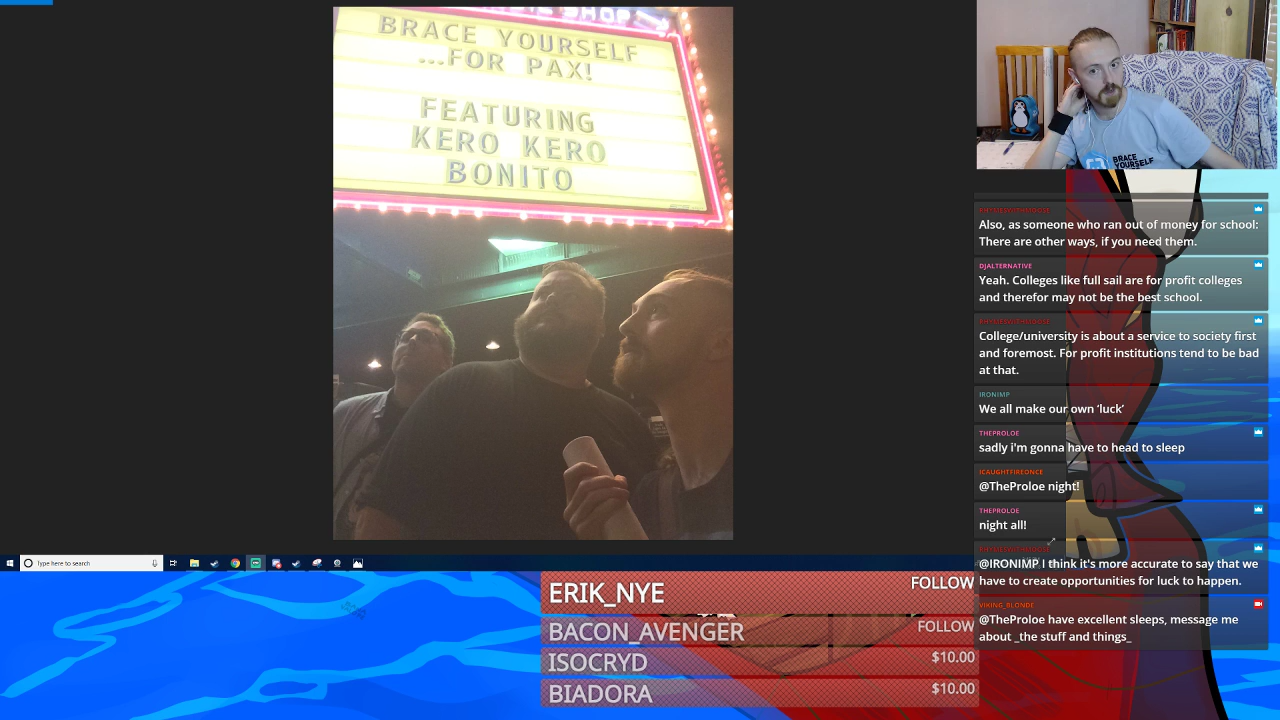 BRACE YOURSELF
...FOR PAX!
FEATURING
KERO KERO
BONITO
BRACE
YOURSELF
Also, as someone who ran out of money for school:
There are other ways, if you need them.
DJALTERNATIVE
Yeah. Colleges like full sail are for profit colleges
and therefor may not be the best school.
College/university is about a service to society first
and foremost. For profit institutions tend to be bad
at that.
IRONIMP
We all make our own ‘luck’
THEPROLOE
sadly i'm gonna have to head to sleep
ICAUGHTFIREONCE
@TheProloe night!
THEPROLOE
night all!
@IRONIMP I think it's more accurate to say that we
have to create opportunities for luck to happen.
VIKING_BLONDE
@TheProloe have excellent sleeps, message me
about _the stuff and things_
Type here to search
ERIK_NYE FOLLOW
BACON_AVENGER FOLLOW
ISOCRYD $10.00
BIADORA $10.00